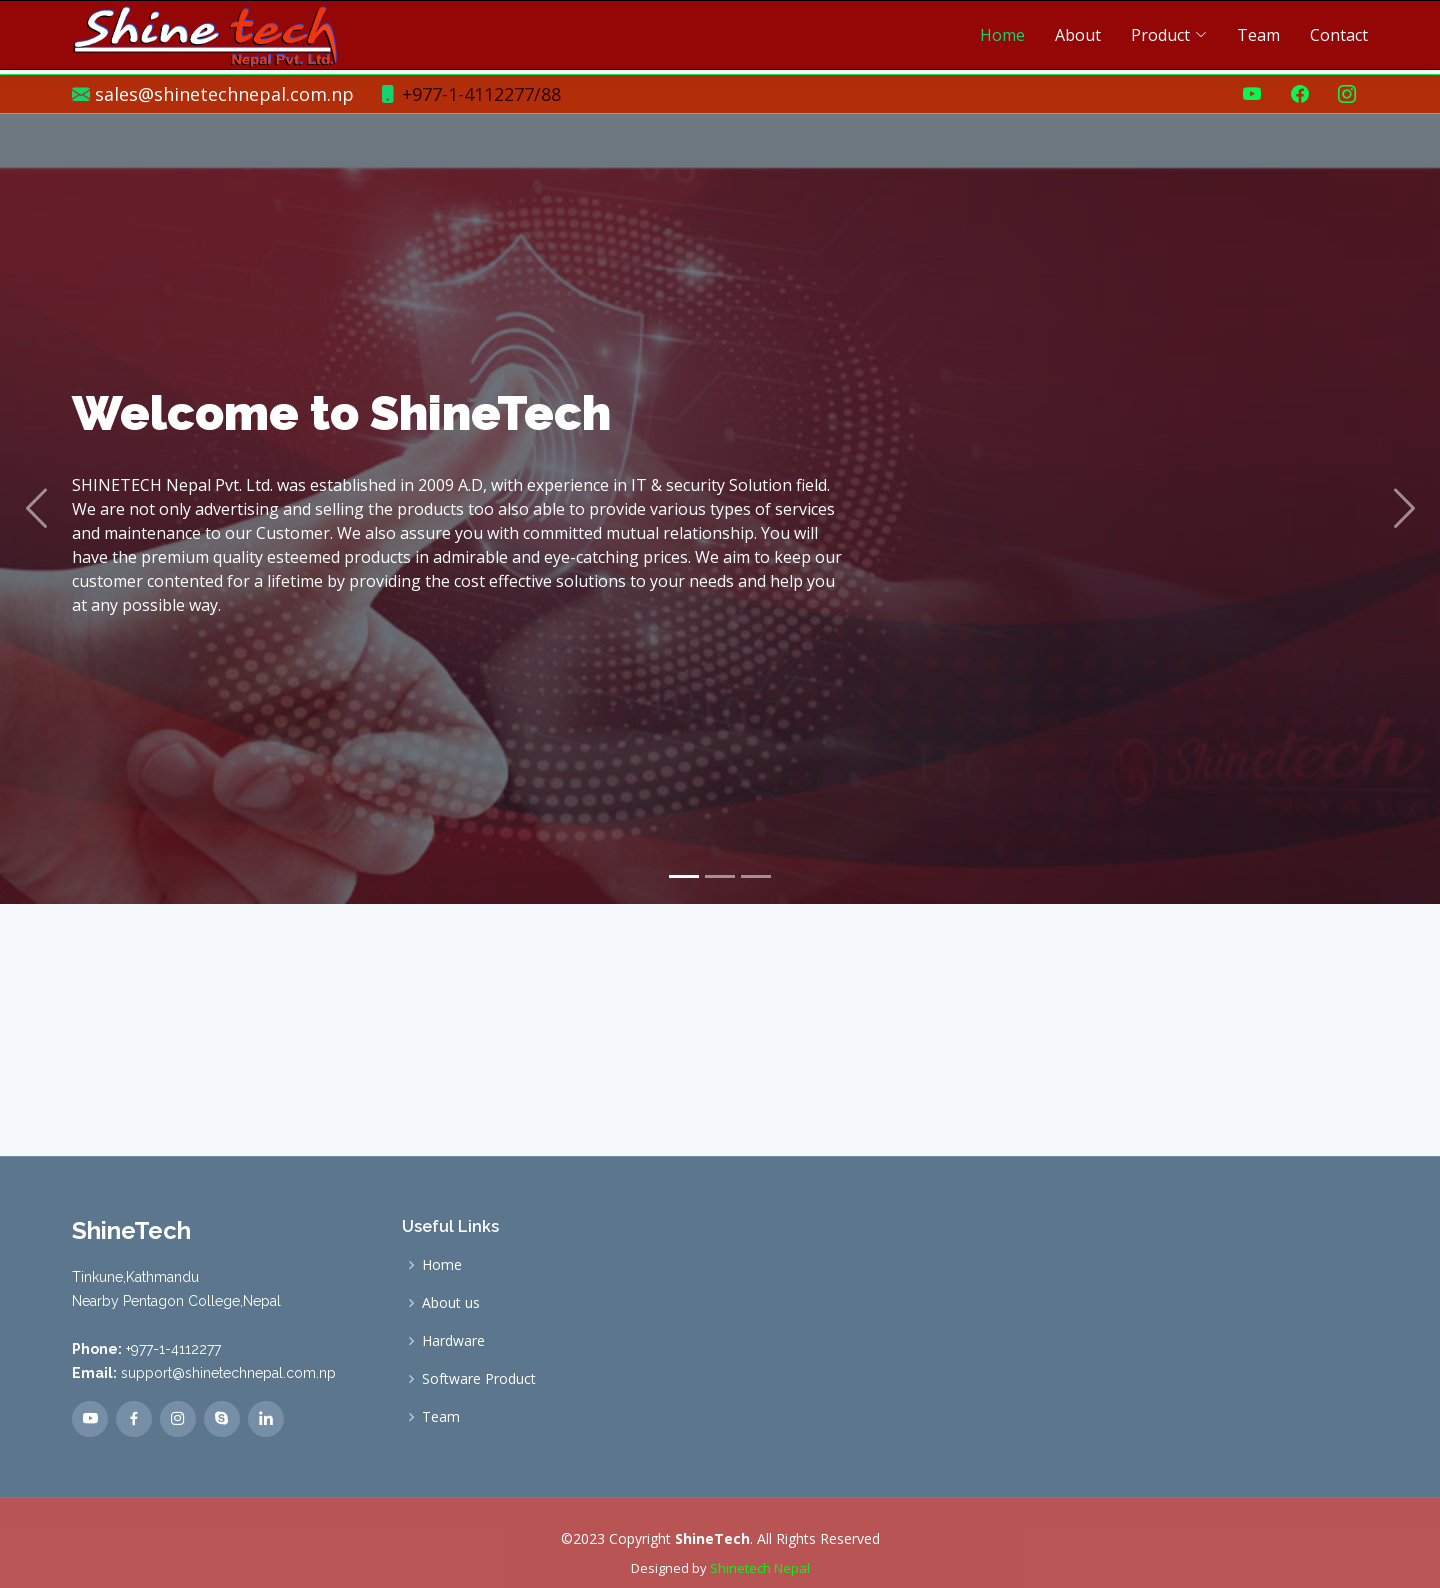 Shine tech
Nepal Pvt. Ltd.
Home About Product Team Contact
sales@shinetechnepal.com.np +977-1-4112277/88
Welcome to ShineTech
SHINETECH Nepal Pvt. Ltd. was established in 2009 A.D, with experience in IT & security Solution field.
We are not only advertising and selling the products too also able to provide various types of services
and maintenance to our Customer. We also assure you with committed mutual relationship. You will
have the premium quality esteemed products in admirable and eye-catching prices. We aim to keep our
customer contented for a lifetime by providing the cost effective solutions to your needs and help you
at any possible way.
Shinetech
ShineTech
Tinkune,Kathmandu
Nearby Pentagon College,Nepal
Phone: +977-1-4112277
Email: support@shinetechnepal.com.np
Useful Links
Home
About us
Hardware
Software Product
Team
©2023 Copyright ShineTech. All Rights Reserved
Designed by Shinetech Nepal